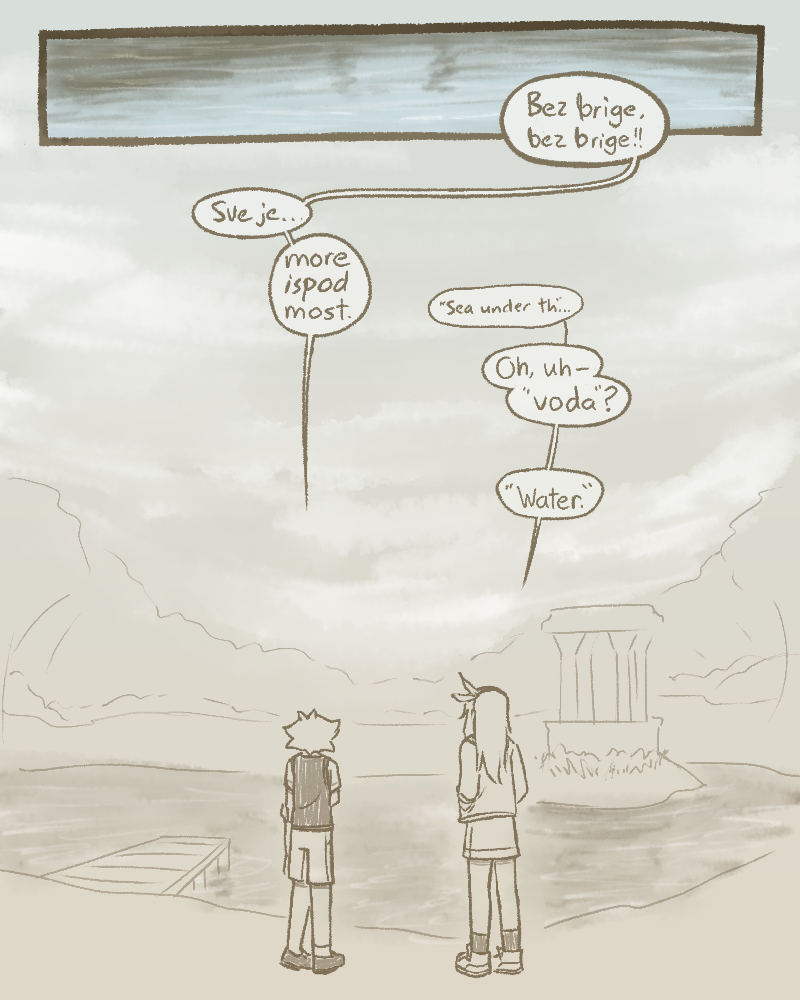 Bez brige,
bez brige!!
Sve je...
more
ispod
most.
"Sea under th"...
Oh, uh-
"voda"?
"Water."